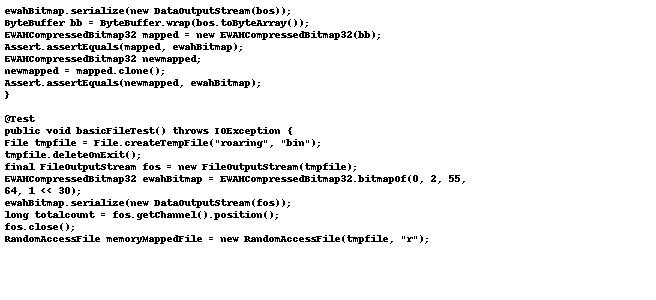 ewahBitmap.serialize(new DataOutputStream(bos));
ByteBuffer bb = ByteBuffer.wrap(bos.toByteArray());
EWAHCompressedBitmap32 mapped = new EWAHCompressedBitmap32(bb);
Assert.assertEquals(mapped, ewahBitmap);
EWAHCompressedBitmap32 newmapped;
newmapped = mapped.clone();
Assert.assertEquals(newmapped, ewahBitmap);
}

@Test
public void basicFileTest() throws IOException {
File tmpfile = File.createTempFile("roaring", "bin");
tmpfile.deleteOnExit();
final FileOutputStream fos = new FileOutputStream(tmpfile);
EWAHCompressedBitmap32 ewahBitmap = EWAHCompressedBitmap32.bitmapOf(0, 2, 55,
64, 1 << 30);
ewahBitmap.serialize(new DataOutputStream(fos));
long totalcount = fos.getChannel().position();
fos.close();
RandomAccessFile memoryMappedFile = new RandomAccessFile(tmpfile, "r");